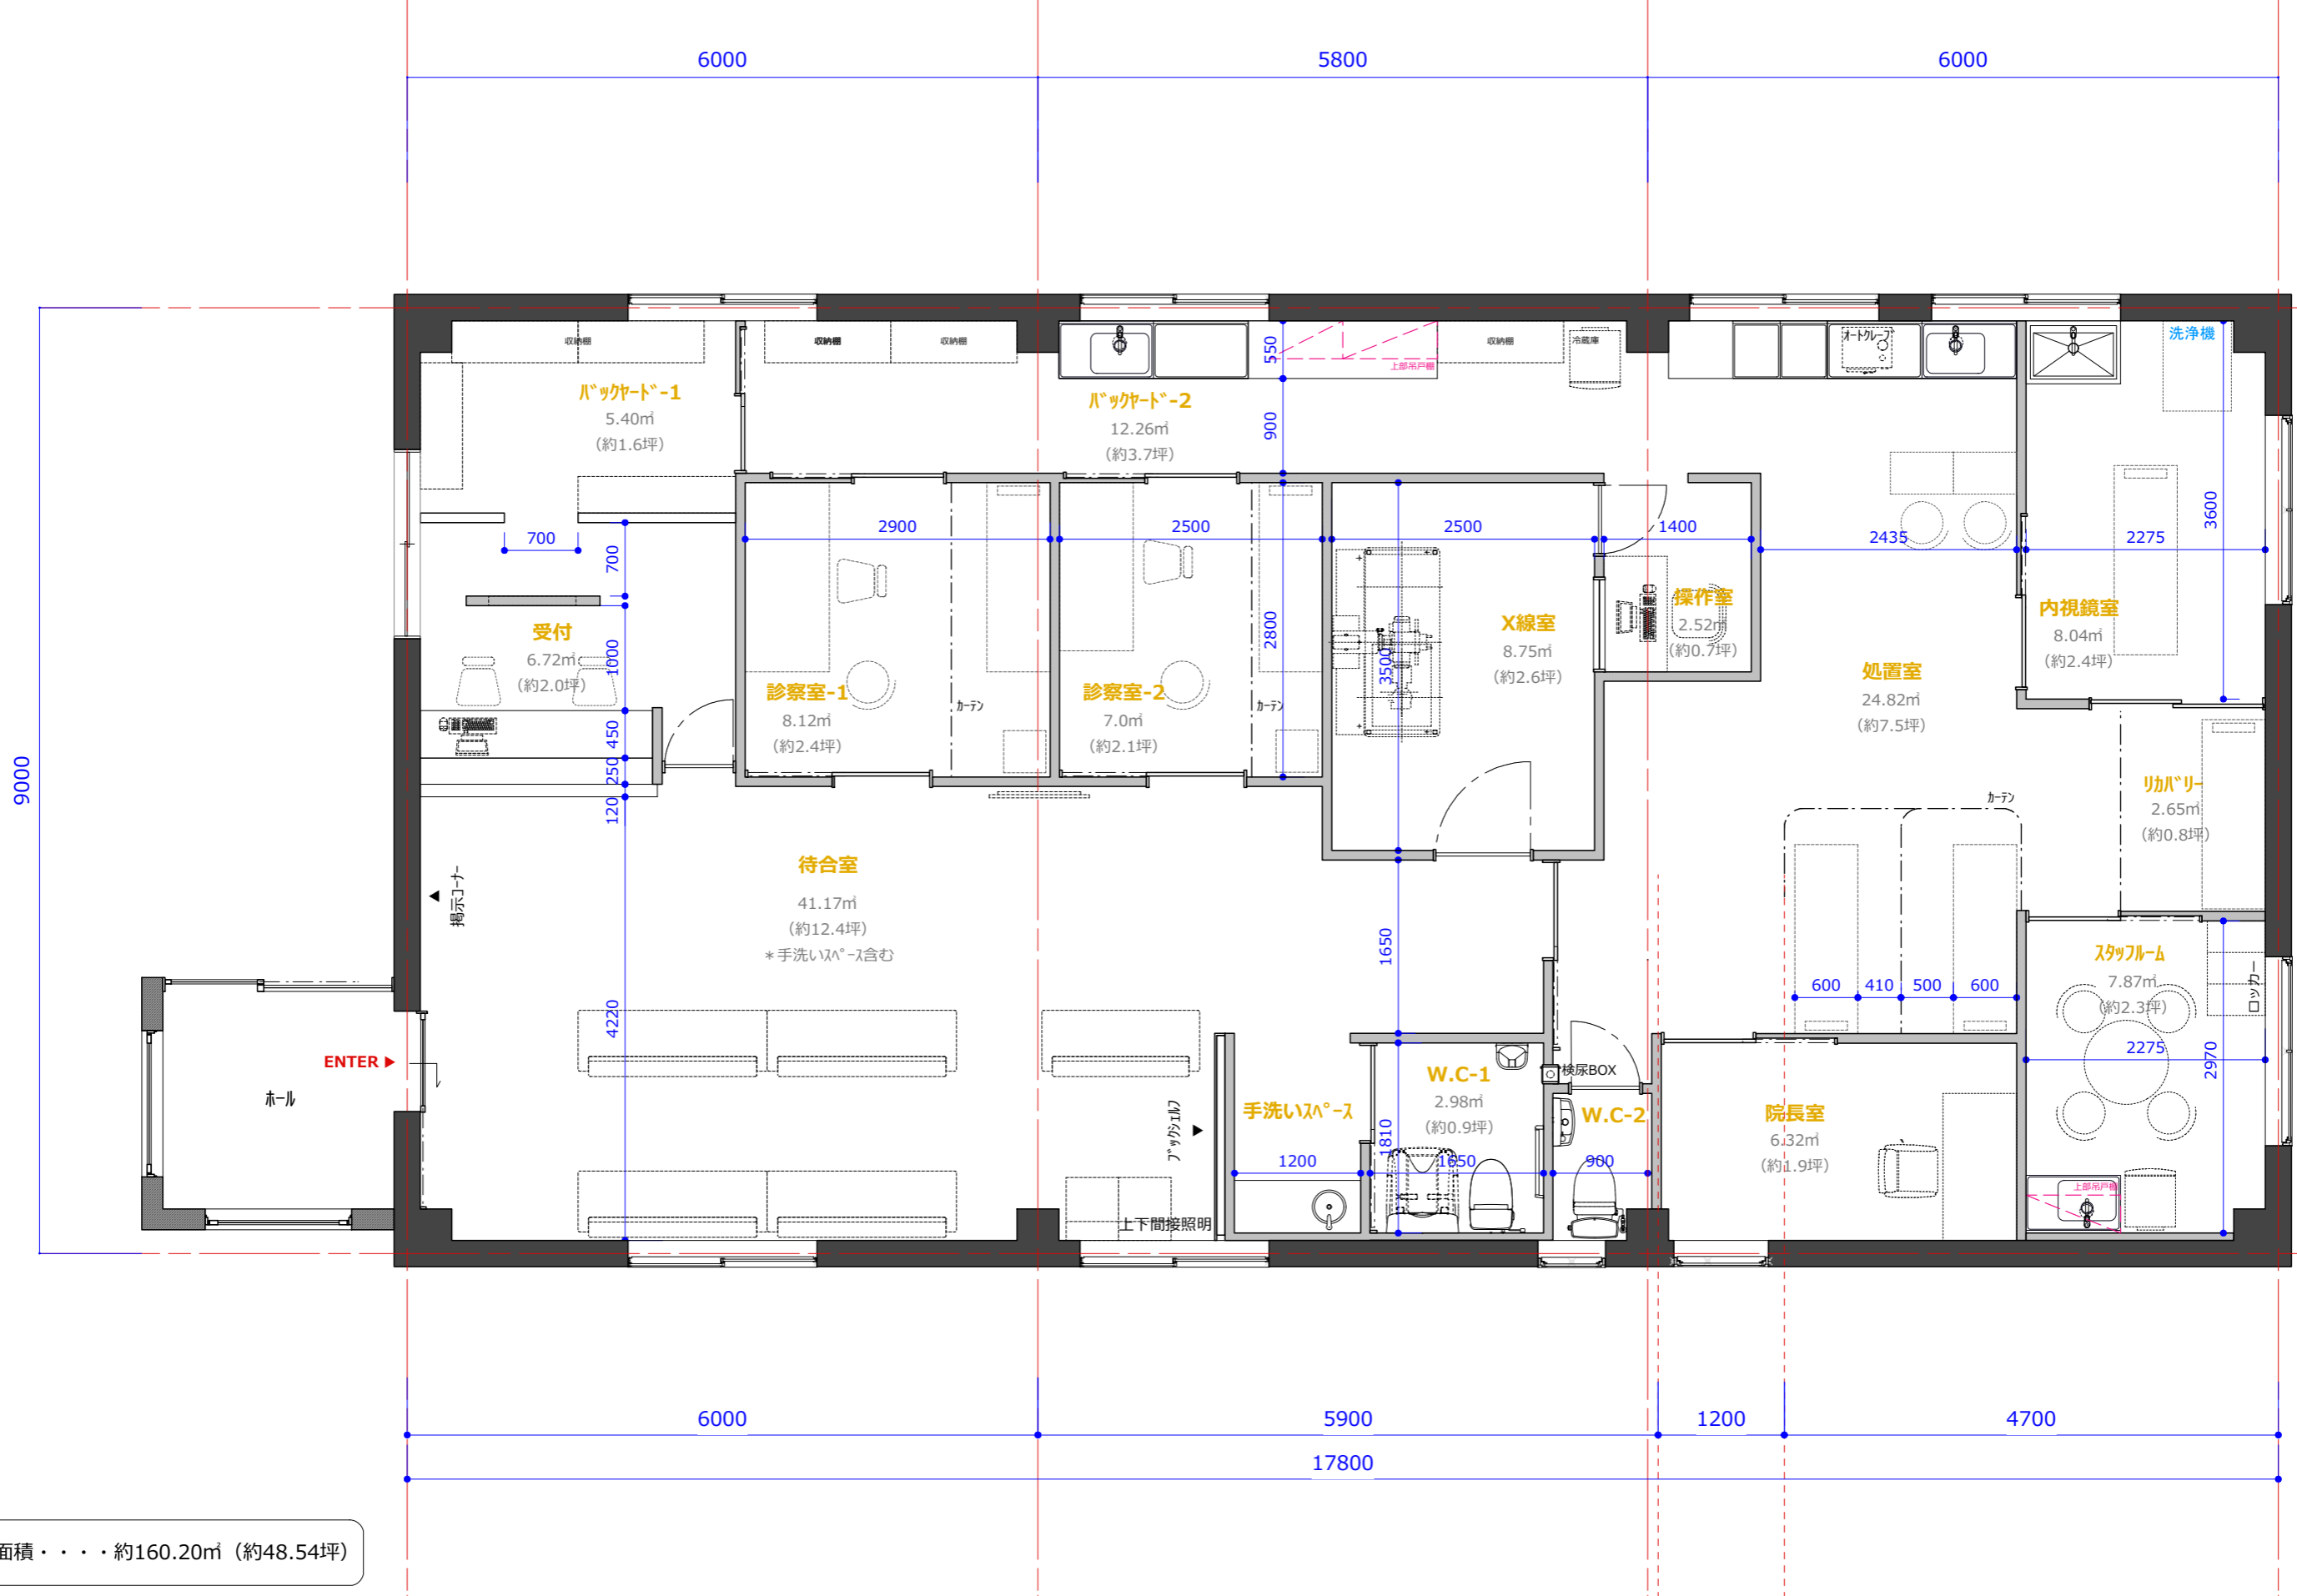 6000
5800
6000
収納棚
収納棚
収納棚
550
上部吊戸棚
収納棚
冷蔵庫
ｵｰﾄｸﾚｰﾌﾞ
洗浄機
ﾊﾞｯｸﾔｰﾄﾞ-1
5.40㎡
（約1.6坪）
ﾊﾞｯｸﾔｰﾄﾞ-2
12.26㎡
（約3.7坪）
900
3600
700
700
2900
2500
2500
1400
2435
2275
受付
6.72㎡
（約2.0坪）
1000
450
250
120
診察室-1
8.12㎡
（約2.4坪）
ｶｰﾃﾝ
診察室-2
7.0㎡
（約2.1坪）
ｶｰﾃﾝ
2800
3500
X線室
8.75㎡
（約2.6坪）
操作室
2.52㎡
（約0.7坪）
内視鏡室
8.04㎡
（約2.4坪）
処置室
24.82㎡
（約7.5坪）
ﾘｶﾊﾞﾘｰ
2.65㎡
（約0.8坪）
ｶｰﾃﾝ
9000
待合室
41.17㎡
（約12.4坪）
＊手洗いｽﾍﾟｰｽ含む
掲示ｺｰﾅｰ
1650
4220
600
410
500
600
ｽﾀｯﾌﾙｰﾑ
7.87㎡
（約2.3坪）
ロッカー
2275
2970
ENTER
ﾎｰﾙ
ﾌﾞｯｸｼｪﾙﾌ
手洗いｽﾍﾟｰｽ
1200
W.C-1
2.98㎡
（約0.9坪）
1810
1650
検尿BOX
W.C-2
900
院長室
6.32㎡
（約1.9坪）
上部吊戸棚
上下間接照明
6000
5900
1200
4700
17800
面積・・・・約160.20㎡（約48.54坪）